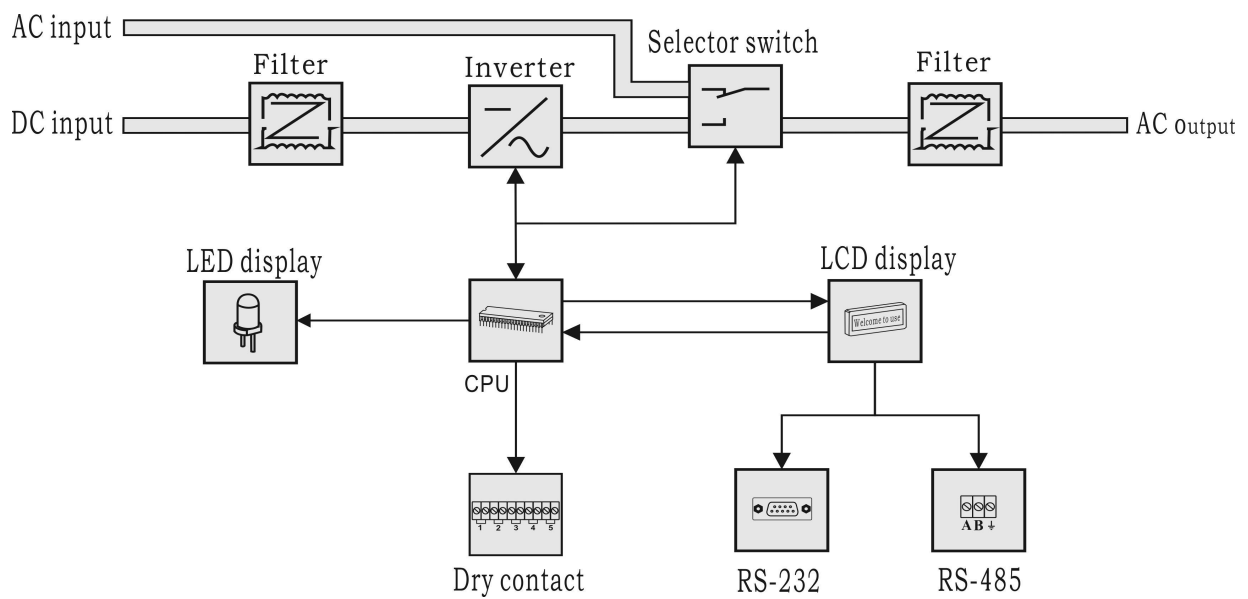 AC input
Selector switch
Filter
Inverter
Filter
DC input
AC output
LED display
LCD display
Welcome to use
CPU
1 2 3 4 5
A B
Dry contact
RS-232
RS-485